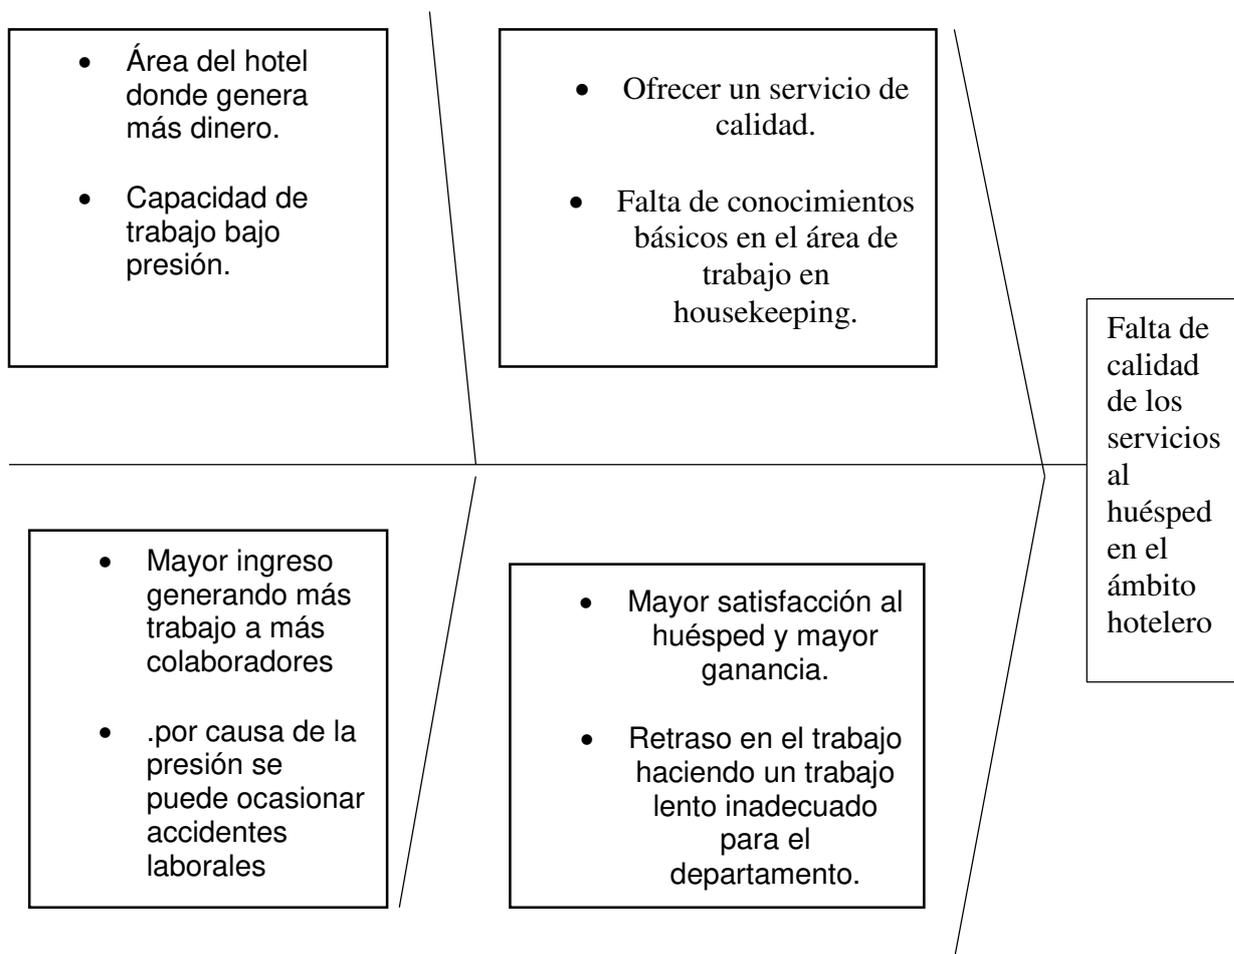 • Área del hotel
donde genera
más dinero.
• Capacidad de
trabajo bajo
presión.
• Ofrecer un servicio de
calidad.
• Falta de conocimientos
básicos en el área de
trabajo en
housekeeping.
Falta de
calidad
de los
servicios
al
huésped
en el
ámbito
hotelero
• Mayor ingreso
generando más
trabajo a más
colaboradores
• .por causa de la
presión se
puede ocasionar
accidentes
laborales
• Mayor satisfacción al
huésped y mayor
ganancia.
• Retraso en el trabajo
haciendo un trabajo
lento inadecuado
para el
departamento.